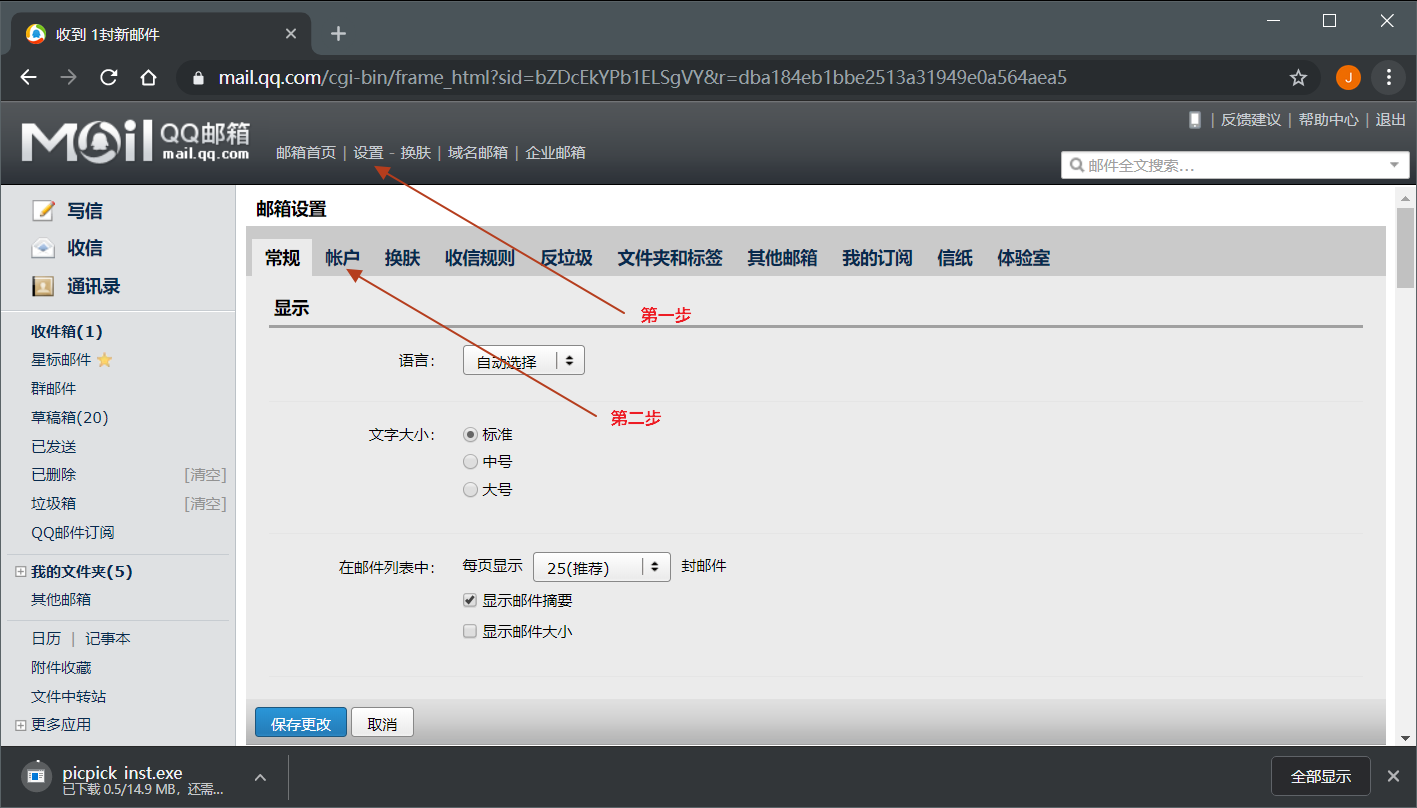 收到 1封新邮件
mail.qq.com/cgi-bin/frame_html?sid=bZDcEkYPb1ELSgVY&r=dba184eb1bbe2513a31949e0a564aea5
J
Mail QQ邮箱
mail.qq.com
邮箱首页 | 设置 - 换肤 | 域名邮箱 | 企业邮箱
| 反馈建议 | 帮助中心 | 退出
邮件全文搜索...
写信
收信
通讯录
收件箱(1)
星标邮件
群邮件
草稿箱(20)
已发送
已删除 [清空]
垃圾箱 [清空]
QQ邮件订阅
我的文件夹(5)
其他邮箱
日历 | 记事本
附件收藏
文件中转站
更多应用
邮箱设置
常规 帐户 换肤 收信规则 反垃圾 文件夹和标签 其他邮箱 我的订阅 信纸 体验室
显示
第一步
语言: 自动选择
第二步
文字大小: 标准
中号
大号
在邮件列表中: 每页显示 25(推荐) 封邮件
显示邮件摘要
显示邮件大小
保存更改 取消
picpick_inst.exe
已下载 0.5/14.9 MB，还需...
全部显示